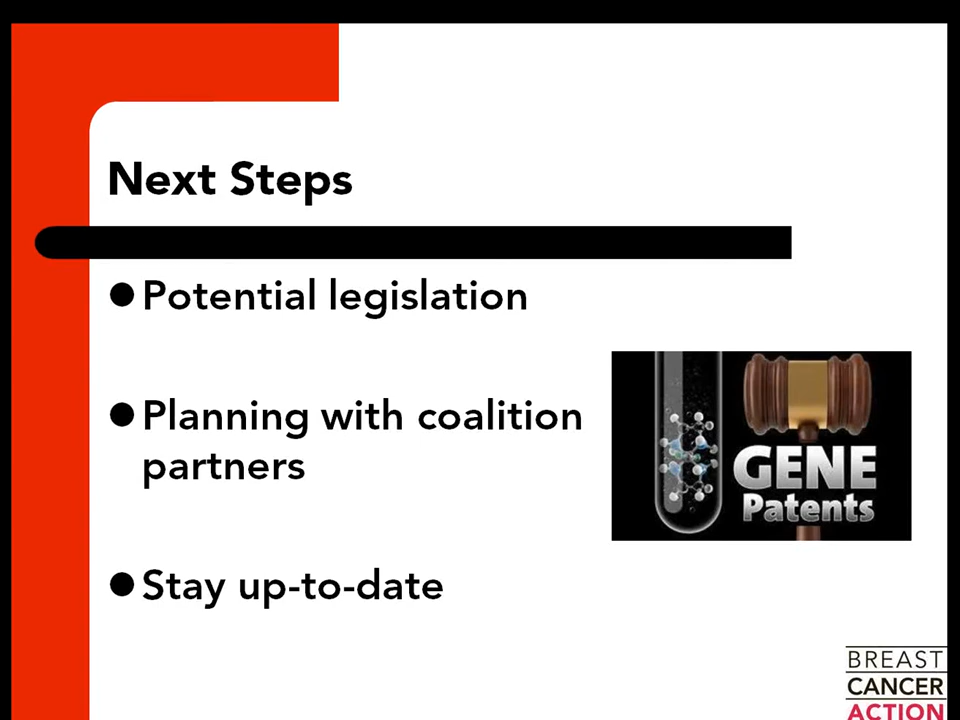 Next Steps
Potential legislation
Planning with coalition
partners
Stay up-to-date
GENE
Patents
BREAST
CANCER
ACTION